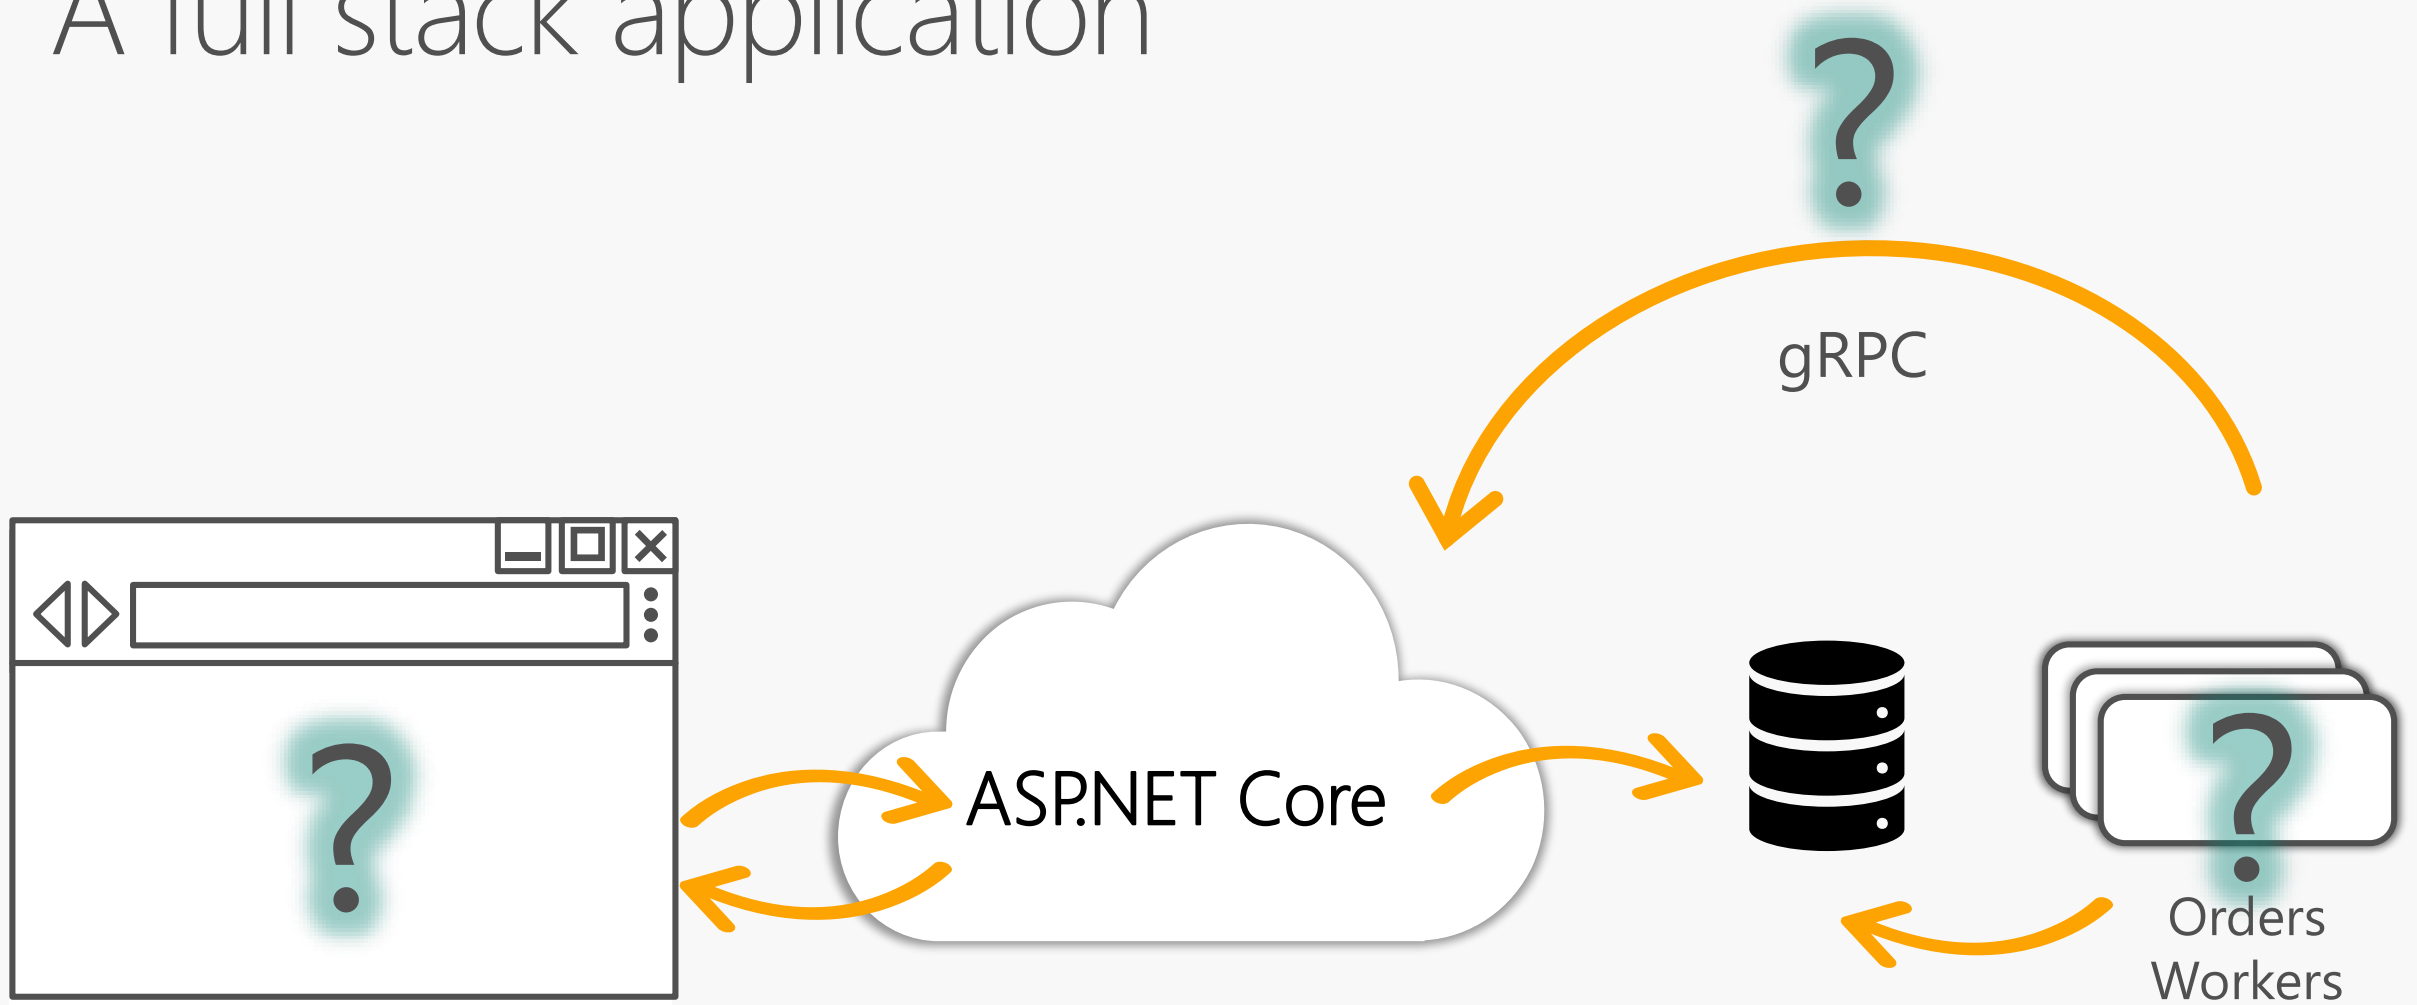 A full stack application
?
gRPC
?
ASP.NET Core
?
Orders
Workers